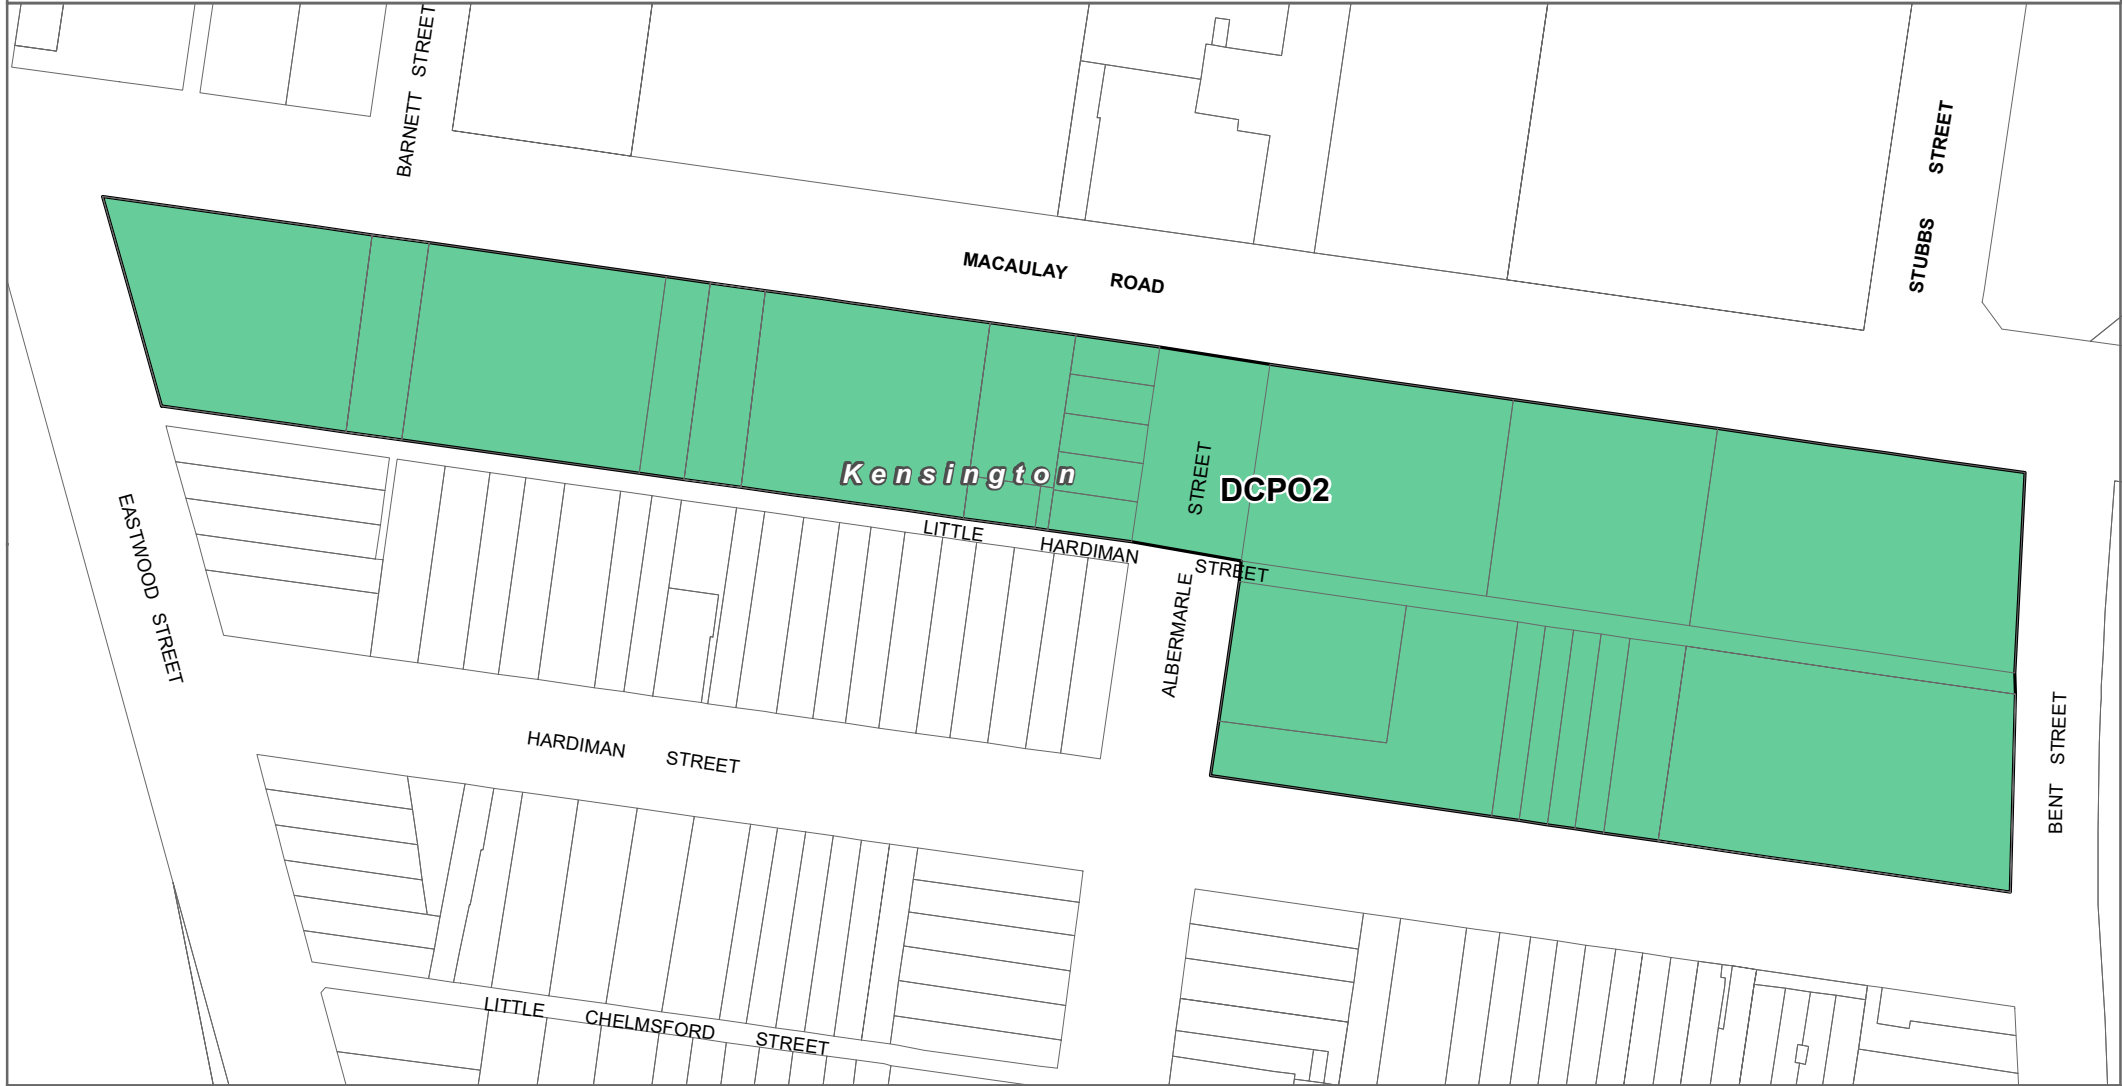 BARNETT STREET
STUBBS STREET
MACAULAY ROAD
Kensington
DCPO2
STREET
ALBERMARLE
LITTLE HARDIMAN STREET
EASTWOOD STREET
HARDIMAN STREET
BENT STREET
LITTLE CHELMSFORD STREET